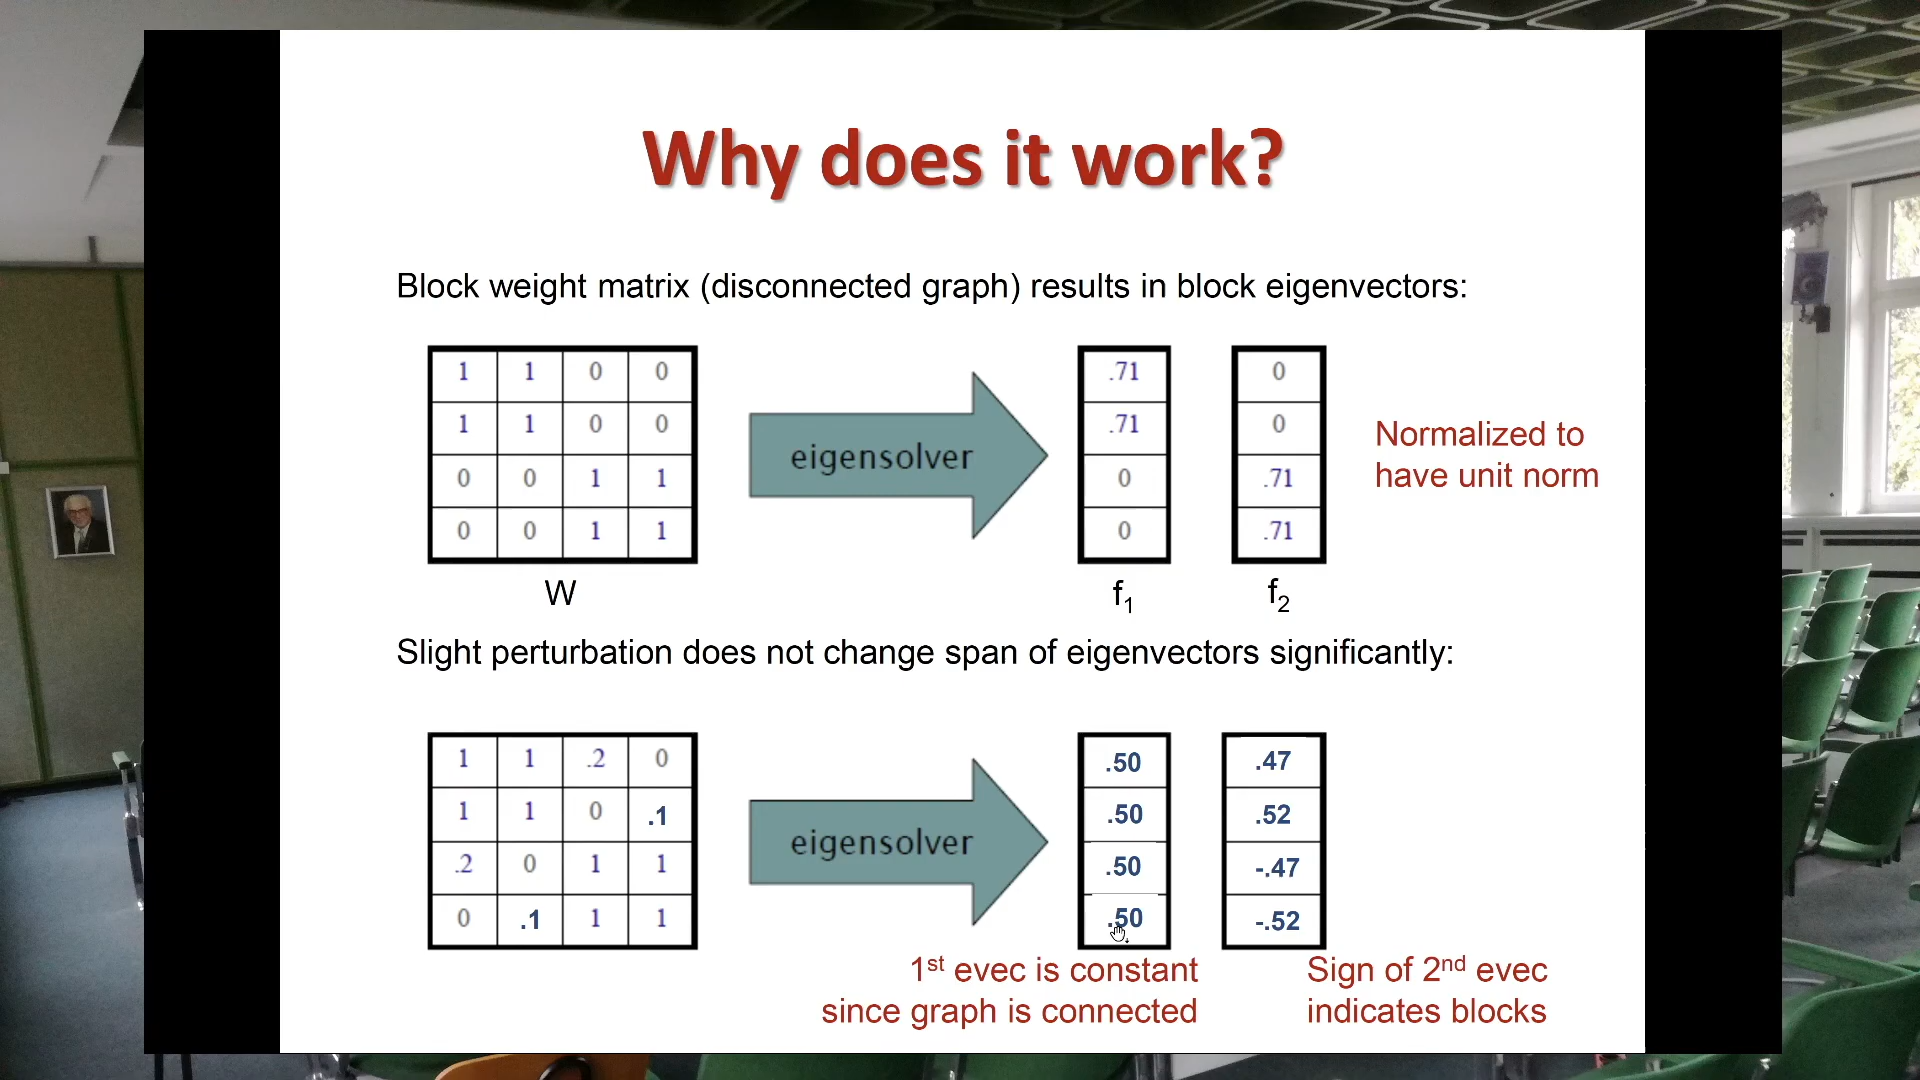 Why does it work?
Block weight matrix (disconnected graph) results in block eigenvectors:
1 1 0 0
1 1 0 0
0 0 1 1
0 0 1 1
W
eigensolver
.71
.71
0
0
f1
0
0
.71
.71
f2
Normalized to
have unit norm
Slight perturbation does not change span of eigenvectors significantly:
1 1 .2 0
1 1 0 .1
.2 0 1 1
0 .1 1 1
eigensolver
.50
.50
.50
.50
.47
.52
-.47
-.52
1st evec is constant
since graph is connected
Sign of 2nd evec
indicates blocks